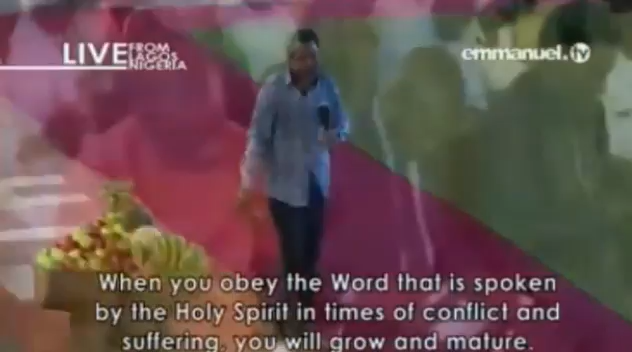 LIVE FROM
LAGOS
NIGERIA
emmanuel.tv
When you obey the Word that is spoken
by the Holy Spirit in times of conflict and
suffering, you will grow and mature.